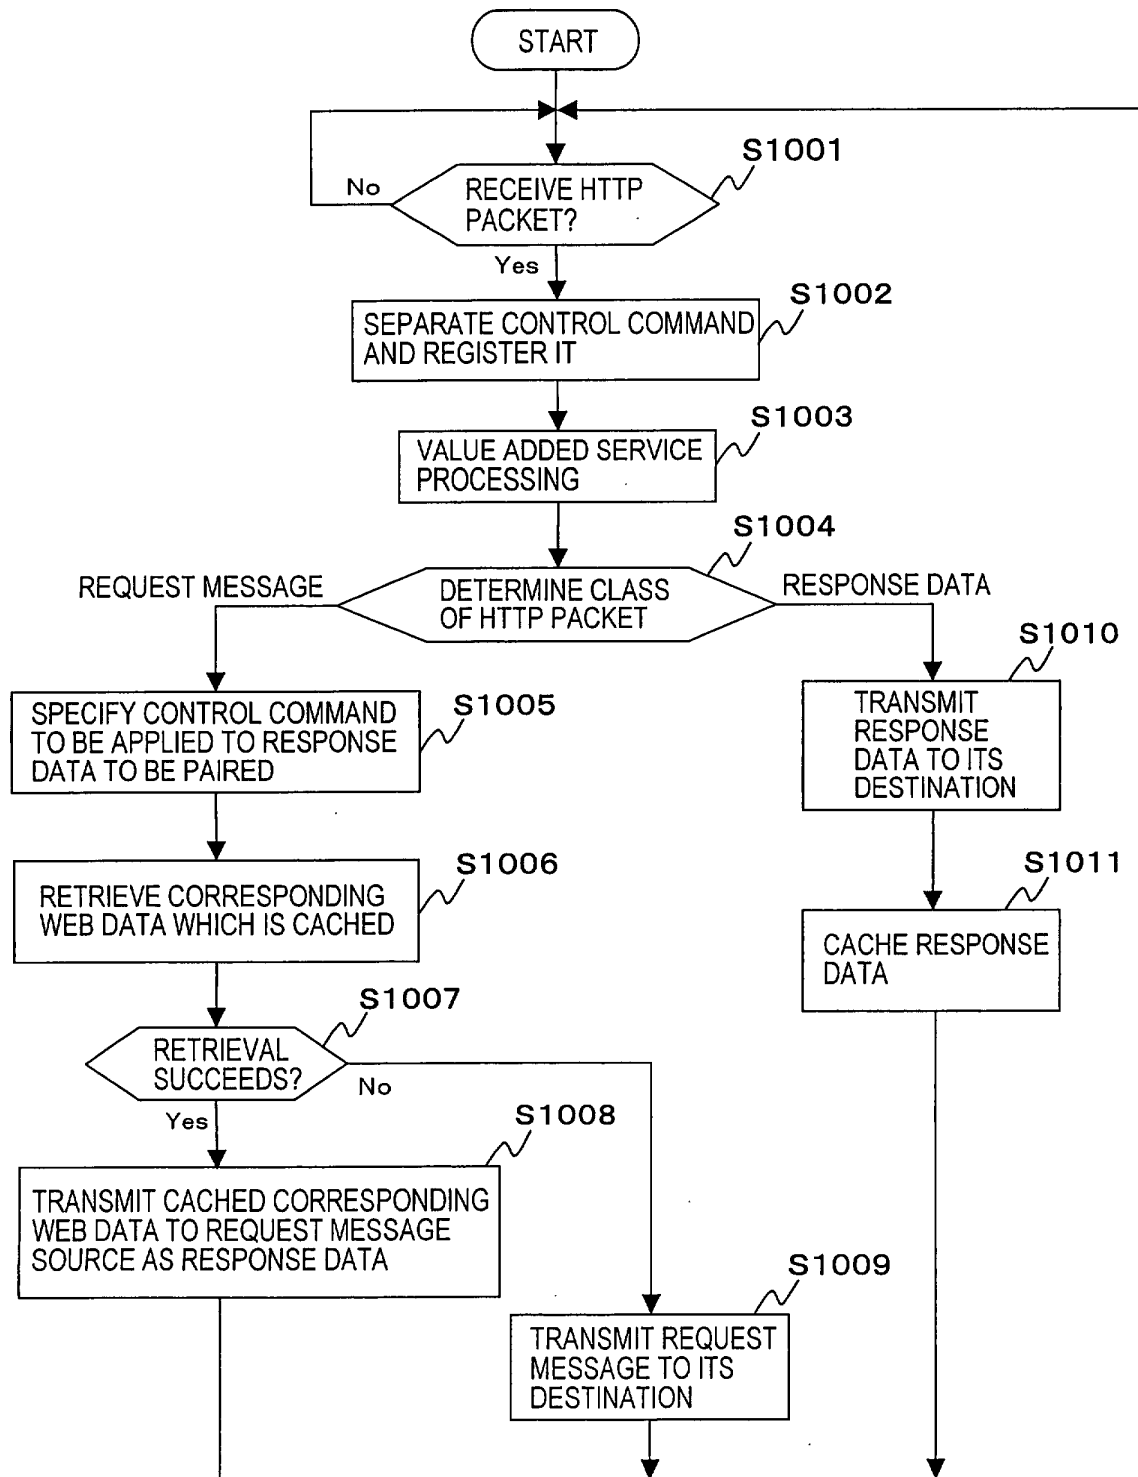 START
S1001
No
RECEIVE HTTP
PACKET?
Yes
S1002
SEPARATE CONTROL COMMAND
AND REGISTER IT
S1003
VALUE ADDED SERVICE
PROCESSING
S1004
REQUEST MESSAGE
DETERMINE CLASS
OF HTTP PACKET
RESPONSE DATA
S1005
SPECIFY CONTROL COMMAND
TO BE APPLIED TO RESPONSE
DATA TO BE PAIRED
S1010
TRANSMIT
RESPONSE
DATA TO ITS
DESTINATION
S1006
RETRIEVE CORRESPONDING
WEB DATA WHICH IS CACHED
S1011
CACHE RESPONSE
DATA
S1007
RETRIEVAL
SUCCEEDS?
No
Yes
S1008
TRANSMIT CACHED CORRESPONDING
WEB DATA TO REQUEST MESSAGE
SOURCE AS RESPONSE DATA
S1009
TRANSMIT REQUEST
MESSAGE TO ITS
DESTINATION